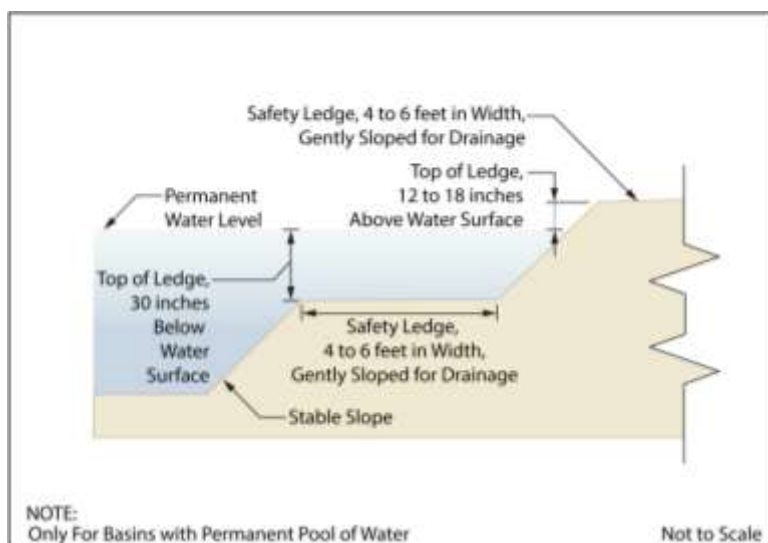 Safety Ledge, 4 to 6 feet in Width,
Gently Sloped for Drainage
Top of Ledge,
12 to 18 inches
Above Water Surface
Permanent
Water Level
Top of Ledge,
30 inches
Below
Water
Surface
Safety Ledge,
4 to 6 feet in Width,
Gently Sloped for Drainage
Stable Slope
NOTE:
Only For Basins with Permanent Pool of Water
Not to Scale